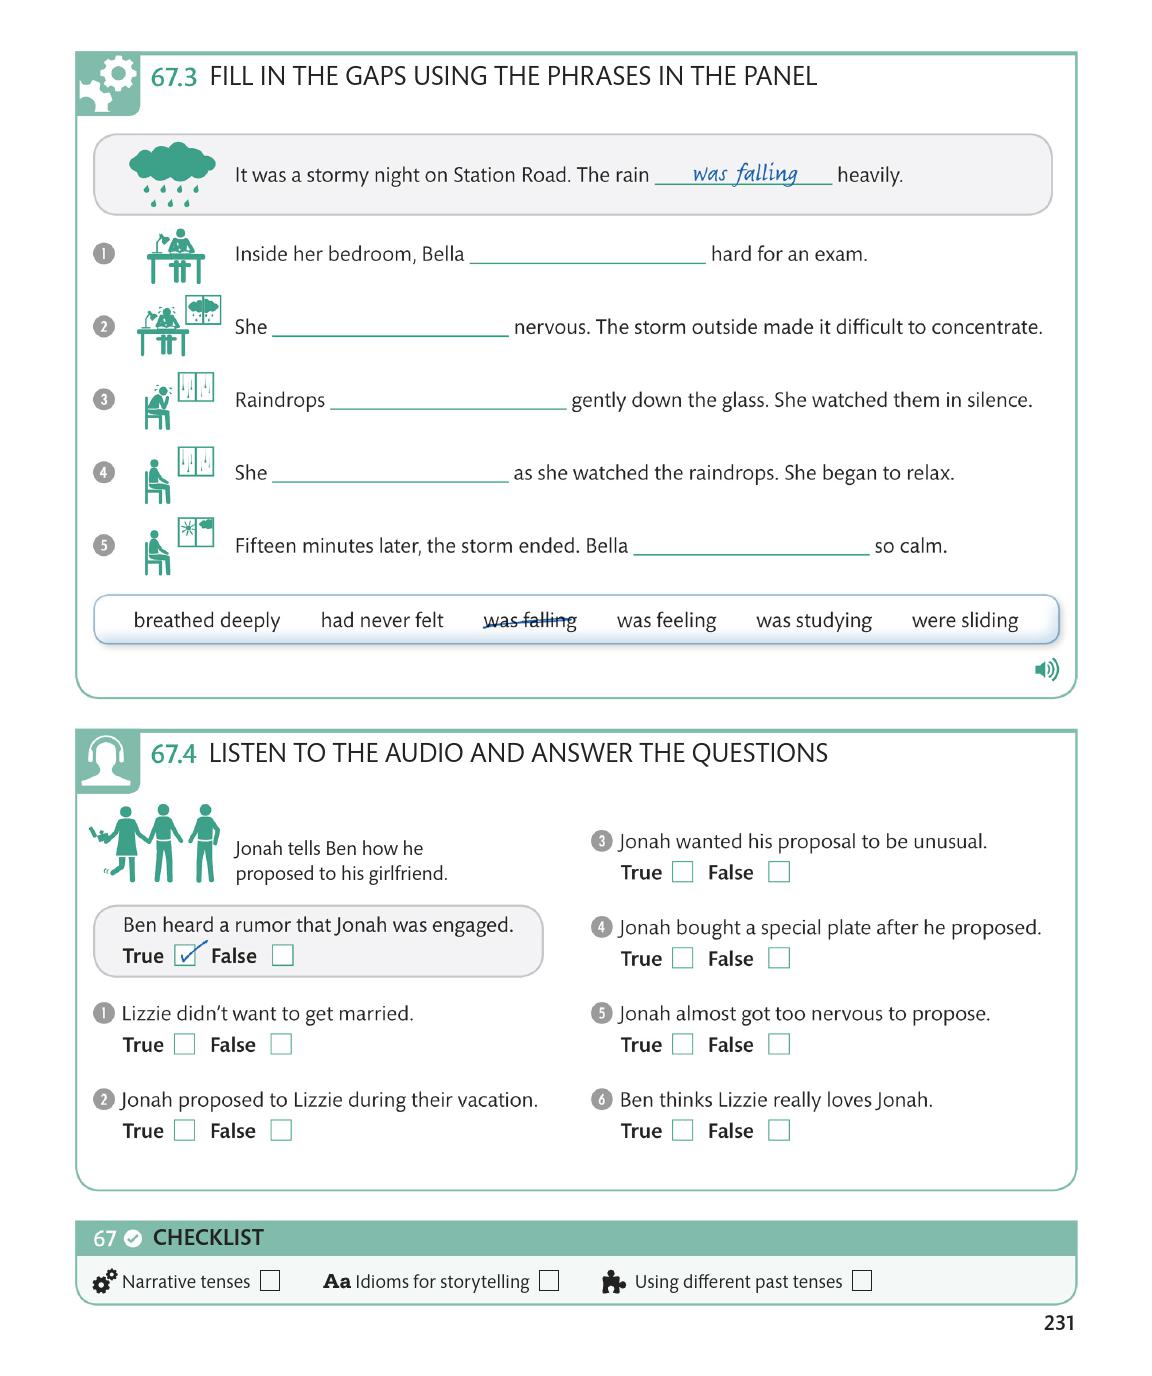 67.3 FILL IN THE GAPS USING THE PHRASES IN THE PANEL
It was a stormy night on Station Road. The rain was falling heavily.
1 Inside her bedroom, Bella ____ hard for an exam.
2 She ____ nervous. The storm outside made it difficult to concentrate.
3 Raindrops ____ gently down the glass. She watched them in silence.
4 She ____ as she watched the raindrops. She began to relax.
5 Fifteen minutes later, the storm ended. Bella ____ so calm.
breathed deeply had never felt was falling was feeling was studying were sliding
67.4 LISTEN TO THE AUDIO AND ANSWER THE QUESTIONS
Jonah tells Ben how he
proposed to his girlfriend.
Ben heard a rumor that Jonah was engaged.
True False
1 Lizzie didn't want to get married.
True False
2 Jonah proposed to Lizzie during their vacation.
True False
3 Jonah wanted his proposal to be unusual.
True False
4 Jonah bought a special plate after he proposed.
True False
5 Jonah almost got too nervous to propose.
True False
6 Ben thinks Lizzie really loves Jonah.
True False
67 CHECKLIST
Narrative tenses Aa Idioms for storytelling Using different past tenses
231